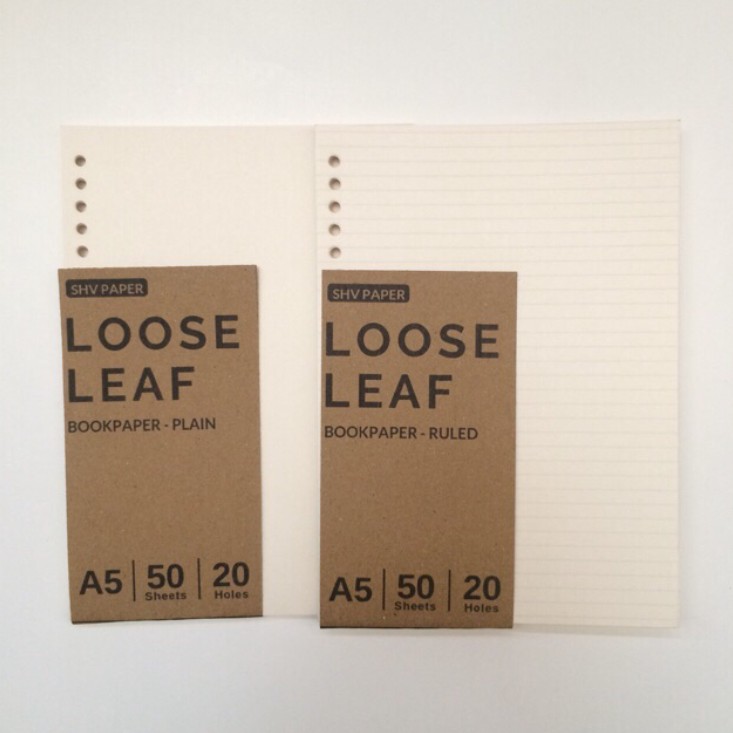 SHV PAPER
LOOSE
LEAF
BOOKPAPER - PLAIN
A5 | 50 Sheets | 20 Holes
SHV PAPER
LOOSE
LEAF
BOOKPAPER - RULED
A5 | 50 Sheets | 20 Holes